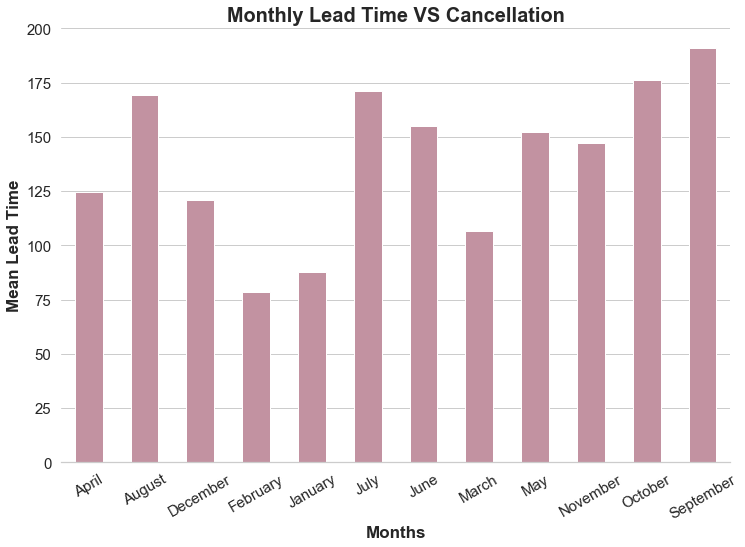 Monthly Lead Time VS Cancellation
Mean Lead Time
200
175
150
125
100
75
50
25
0
April
August
December
February
January
July
June
March
May
November
October
September
Months